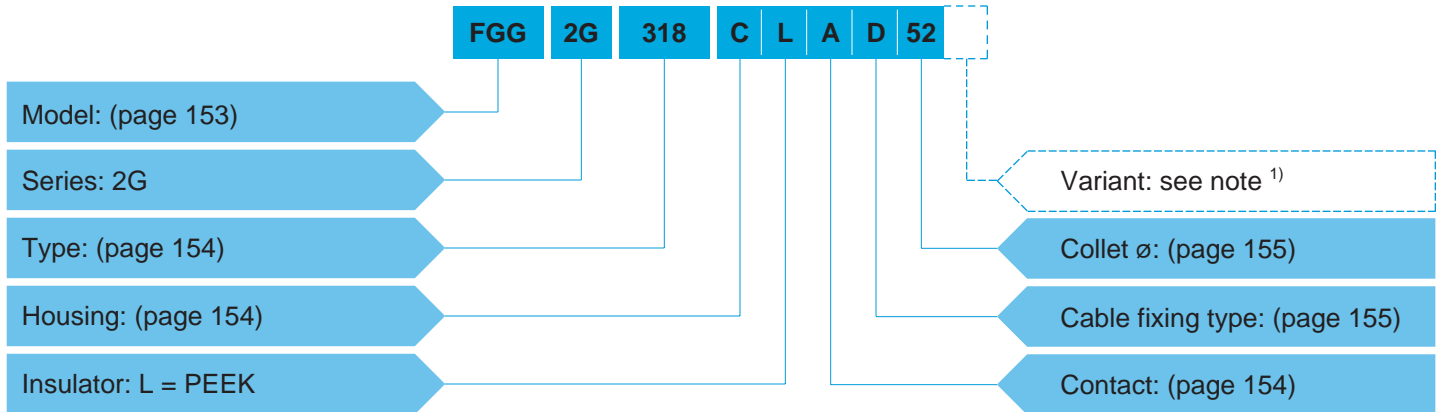 FGG 2G 318 C L A D 52
Model: (page 153)
Series: 2G
Variant: see note 1)
Type: (page 154)
Collet ø: (page 155)
Housing: (page 154)
Cable fixing type: (page 155)
Insulator: L = PEEK
Contact: (page 154)